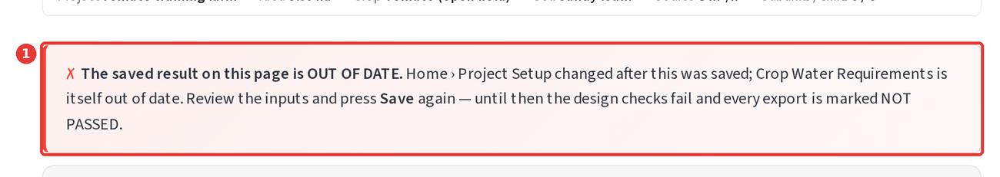 1
✗ The saved result on this page is OUT OF DATE. Home › Project Setup changed after this was saved; Crop Water Requirements is
itself out of date. Review the inputs and press Save again — until then the design checks fail and every export is marked NOT
PASSED.